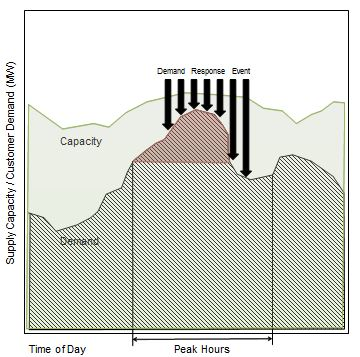 Supply Capacity / Customer Demand (MW)
Demand Response Event
Capacity
Demand
Time of Day
Peak Hours